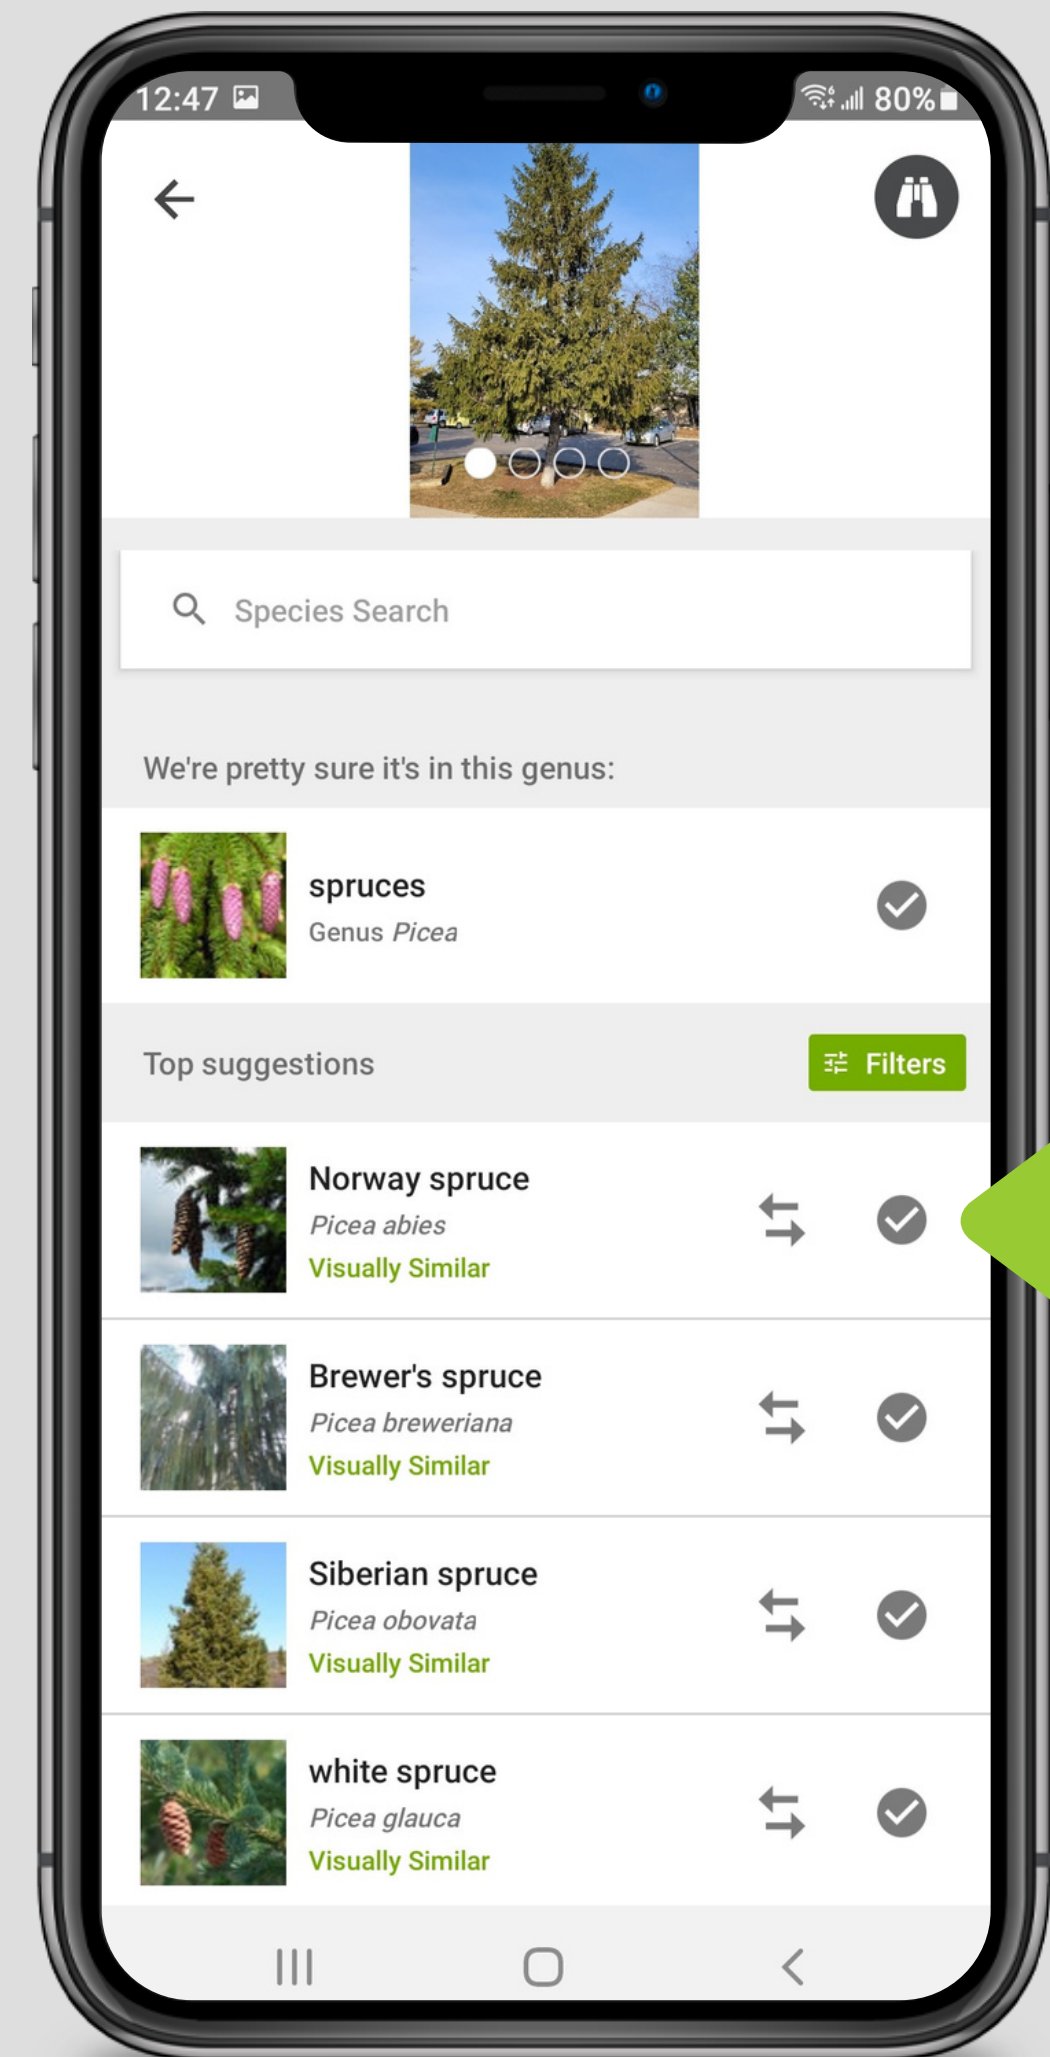 12:47
80%
Species Search
We're pretty sure it's in this genus:
spruces
Genus Picea
Top suggestions
Filters
Norway spruce
Picea abies
Visually Similar
Brewer's spruce
Picea breweriana
Visually Similar
Siberian spruce
Picea obovata
Visually Similar
white spruce
Picea glauca
Visually Similar